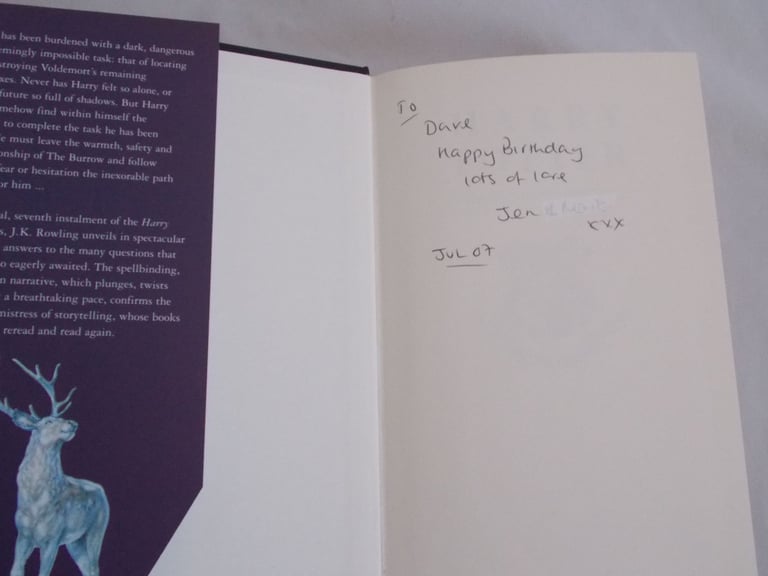 has been burdened with a dark, dangerous
emingly impossible task: that of locating
stroying Voldemort's remaining
xes. Never has Harry felt so alone, or
future so full of shadows. But Harry
mehow find within himself the
to complete the task he has been
e must leave the warmth, safety and
onship of The Burrow and follow
ear or hesitation the inexorable path
or him ...
al, seventh instalment of the Harry
s, J.K. Rowling unveils in spectacular
answers to the many questions that
o eagerly awaited. The spellbinding,
n narrative, which plunges, twists
a breathtaking pace, confirms the
mistress of storytelling, whose books
reread and read again.
To
Dave
Happy Birthday
lots of love
Jen
xxx
JUL 07